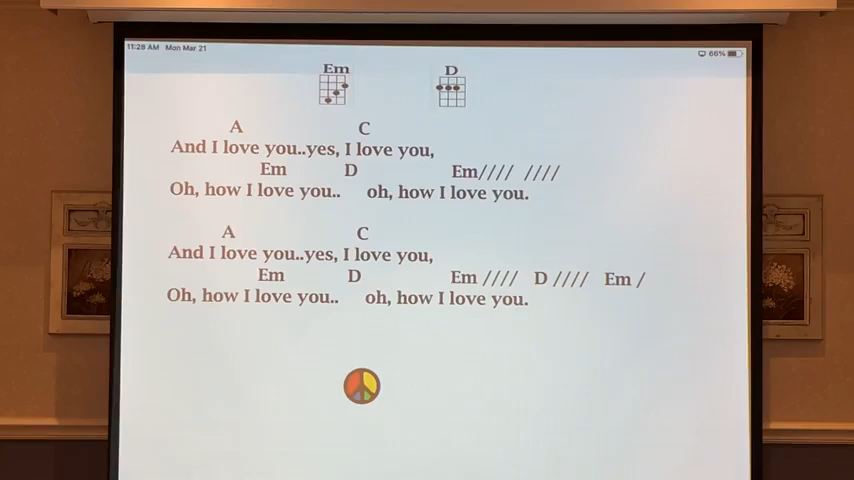 11:28 AM Mon Mar 21
66%
Em D
A C
And I love you..yes, I love you,
Em D Em//// ////
Oh, how I love you.. oh, how I love you.
A C
And I love you..yes, I love you,
Em D Em //// D //// Em /
Oh, how I love you.. oh, how I love you.